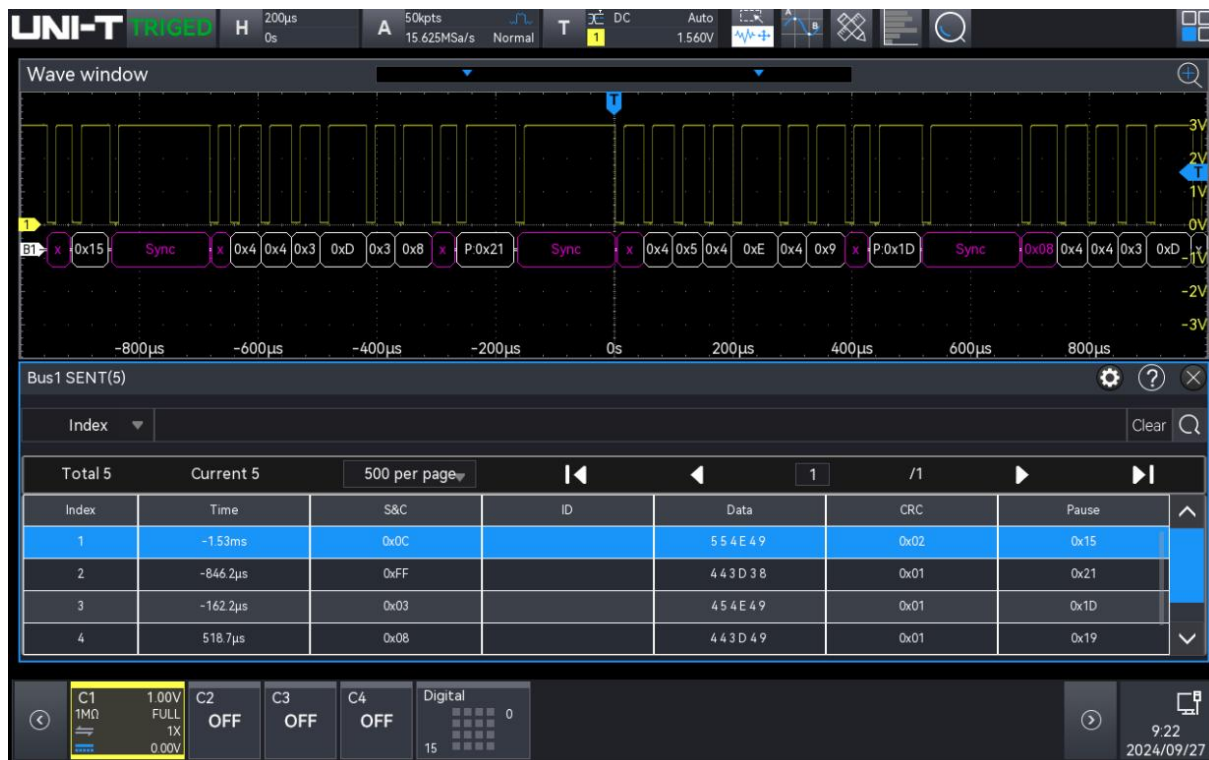 UNI-T TRIGED H 200μs 0s A 50kpts 15.625MSa/s Normal T DC 1 Auto 1.560V A B
Wave window
T
3V
2V
T
1V
1 0V
B1 x 0x15 Sync x 0x4 0x4 0x3 0xD 0x3 0x8 x P:0x21 Sync x 0x4 0x5 0x4 0xE 0x4 0x9 x P:0x1D Sync 0x08 0x4 0x4 0x3 0xD x -1V
-2V
-3V
-800μs -600μs -400μs -200μs 0s 200μs 400μs 600μs 800μs
Bus1 SENT(5) ?
Index Clear
Total 5 Current 5 500 per page 1 /1
Index Time S&C ID Data CRC Pause
1 -1.53ms 0x0C 5 5 4 E 4 9 0x02 0x15
2 -846.2μs 0xFF 4 4 3 D 3 8 0x01 0x21
3 -162.2μs 0x03 4 5 4 E 4 9 0x01 0x1D
4 518.7μs 0x08 4 4 3 D 4 9 0x01 0x19
C1 1.00V C2 C3 C4 Digital
1MΩ FULL OFF OFF OFF 0
1X
0.00V 15
9:22
2024/09/27